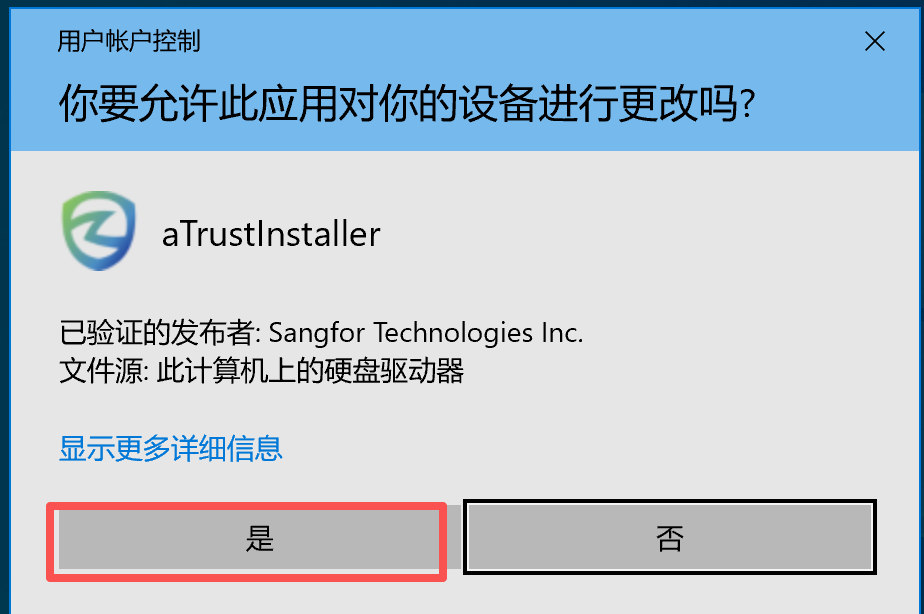 用户帐户控制
你要允许此应用对你的设备进行更改吗?
aTrustInstaller
已验证的发布者: Sangfor Technologies Inc.
文件源: 此计算机上的硬盘驱动器
显示更多详细信息
是
否